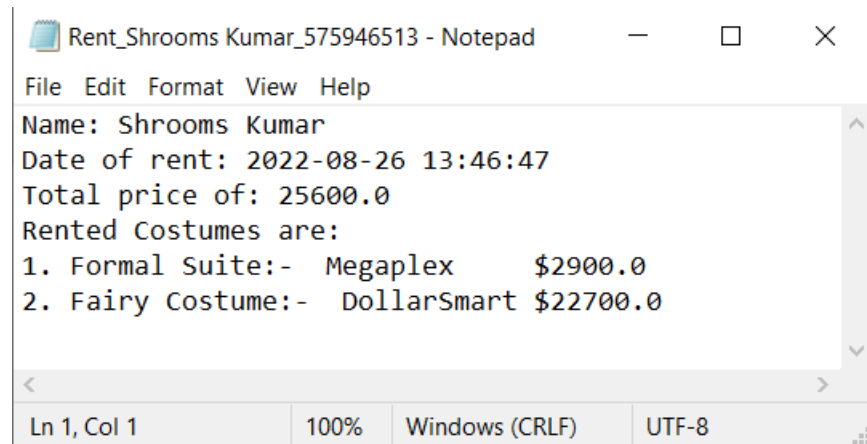 Rent_Shrooms Kumar_575946513 - Notepad
File Edit Format View Help
Name: Shrooms Kumar
Date of rent: 2022-08-26 13:46:47
Total price of: 25600.0
Rented Costumes are:
1. Formal Suite:-  Megaplex     $2900.0
2. Fairy Costume:-  DollarSmart $22700.0
Ln 1, Col 1 100% Windows (CRLF) UTF-8